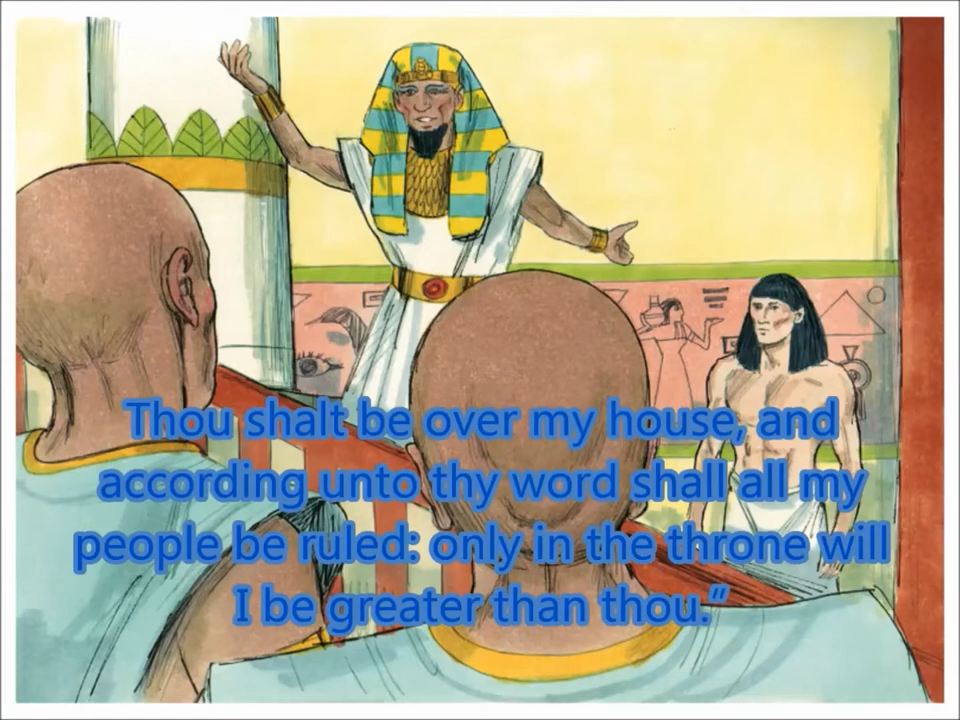 Thou shalt be over my house, and
according unto thy word shall all my
people be ruled: only in the throne will
I be greater than thou.”